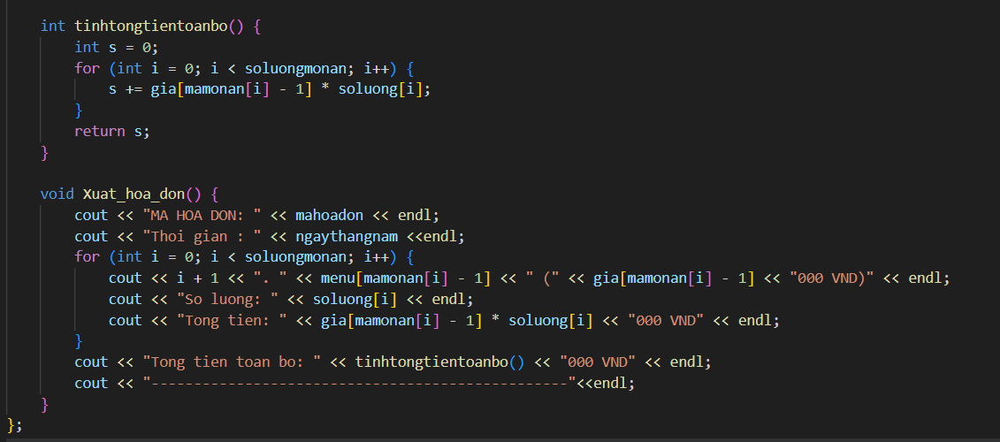 int tinhtongtientoanbo() {
int s = 0;
for (int i = 0; i < soluongmonan; i++) {
s += gia[mamonan[i] - 1] * soluong[i];
}
return s;
}
void Xuat_hoa_don() {
cout << "MA HOA DON: " << mahoadon << endl;
cout << "Thoi gian : " << ngaythangnam <<endl;
for (int i = 0; i < soluongmonan; i++) {
cout << i + 1 << ". " << menu[mamonan[i] - 1] << " (" << gia[mamonan[i] - 1] << "000 VND)" << endl;
cout << "So luong: " << soluong[i] << endl;
cout << "Tong tien: " << gia[mamonan[i] - 1] * soluong[i] << "000 VND" << endl;
}
cout << "Tong tien toan bo: " << tinhtongtientoanbo() << "000 VND" << endl;
cout << "-------------------------------------------------"<<endl;
}
};